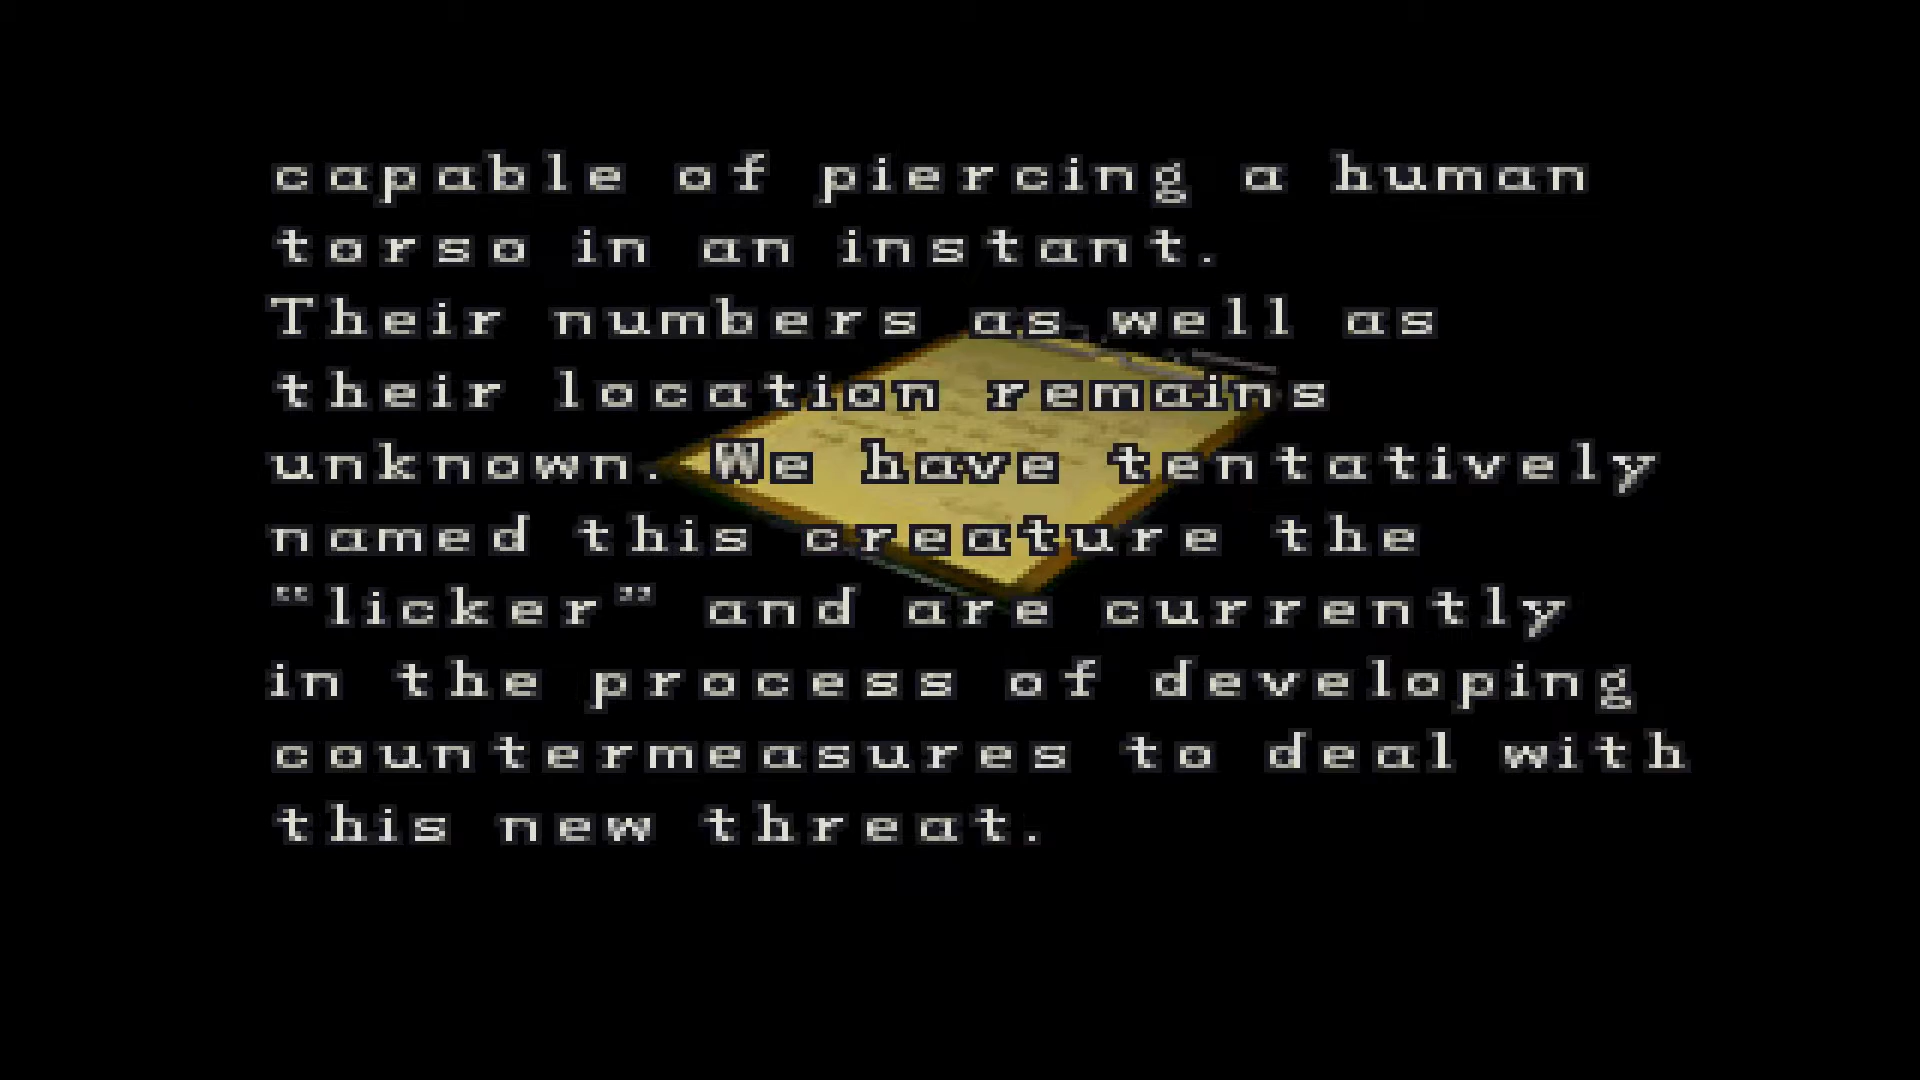 capable of piercing a human
torso in an instant.
Their numbers as well as
their location remains
unknown. We have tentatively
named this creature the
"licker" and are currently
in the process of developing
countermeasures to deal with
this new threat.